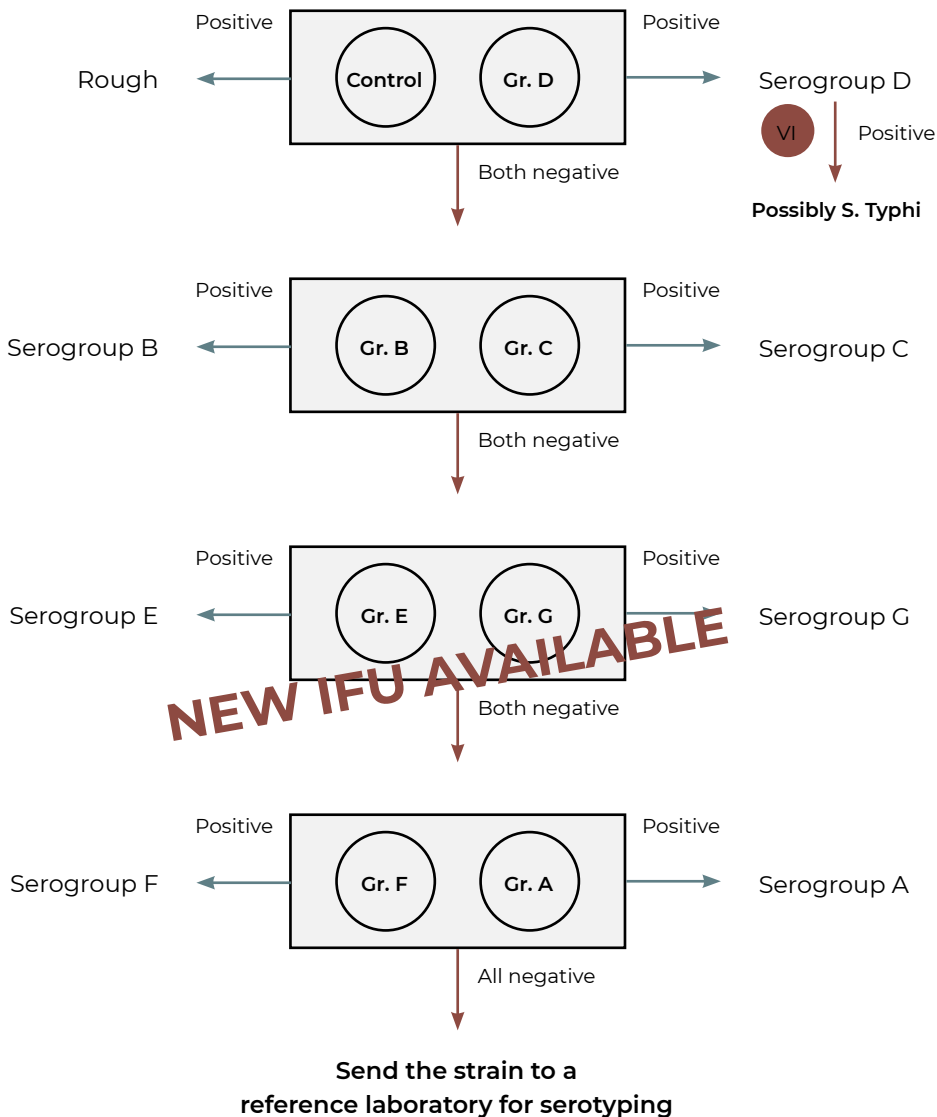 Positive
Positive
Rough
Control
Gr. D
Serogroup D
VI
Positive
Both negative
Possibly S. Typhi
Positive
Positive
Serogroup B
Gr. B
Gr. C
Serogroup C
Both negative
Positive
Positive
Serogroup E
Gr. E
Gr. G
Serogroup G
NEW IFU AVAILABLE
Both negative
Positive
Positive
Serogroup F
Gr. F
Gr. A
Serogroup A
All negative
Send the strain to a
reference laboratory for serotyping